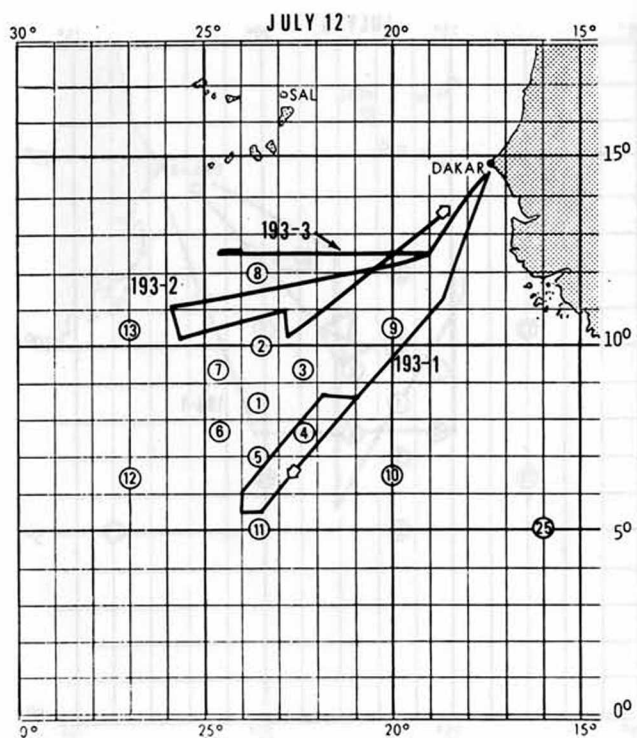 JULY 12
30° 25° 20° 15°
SAL
15°
DAKAR
193-3
⑧
193-2
⑬ ② ⑨
10°
⑦ ③ 193-1
①
⑥ ④
⑤
⑫ ⑩
⑪ ㉕ 5°
0°
0° 25° 20° 15°